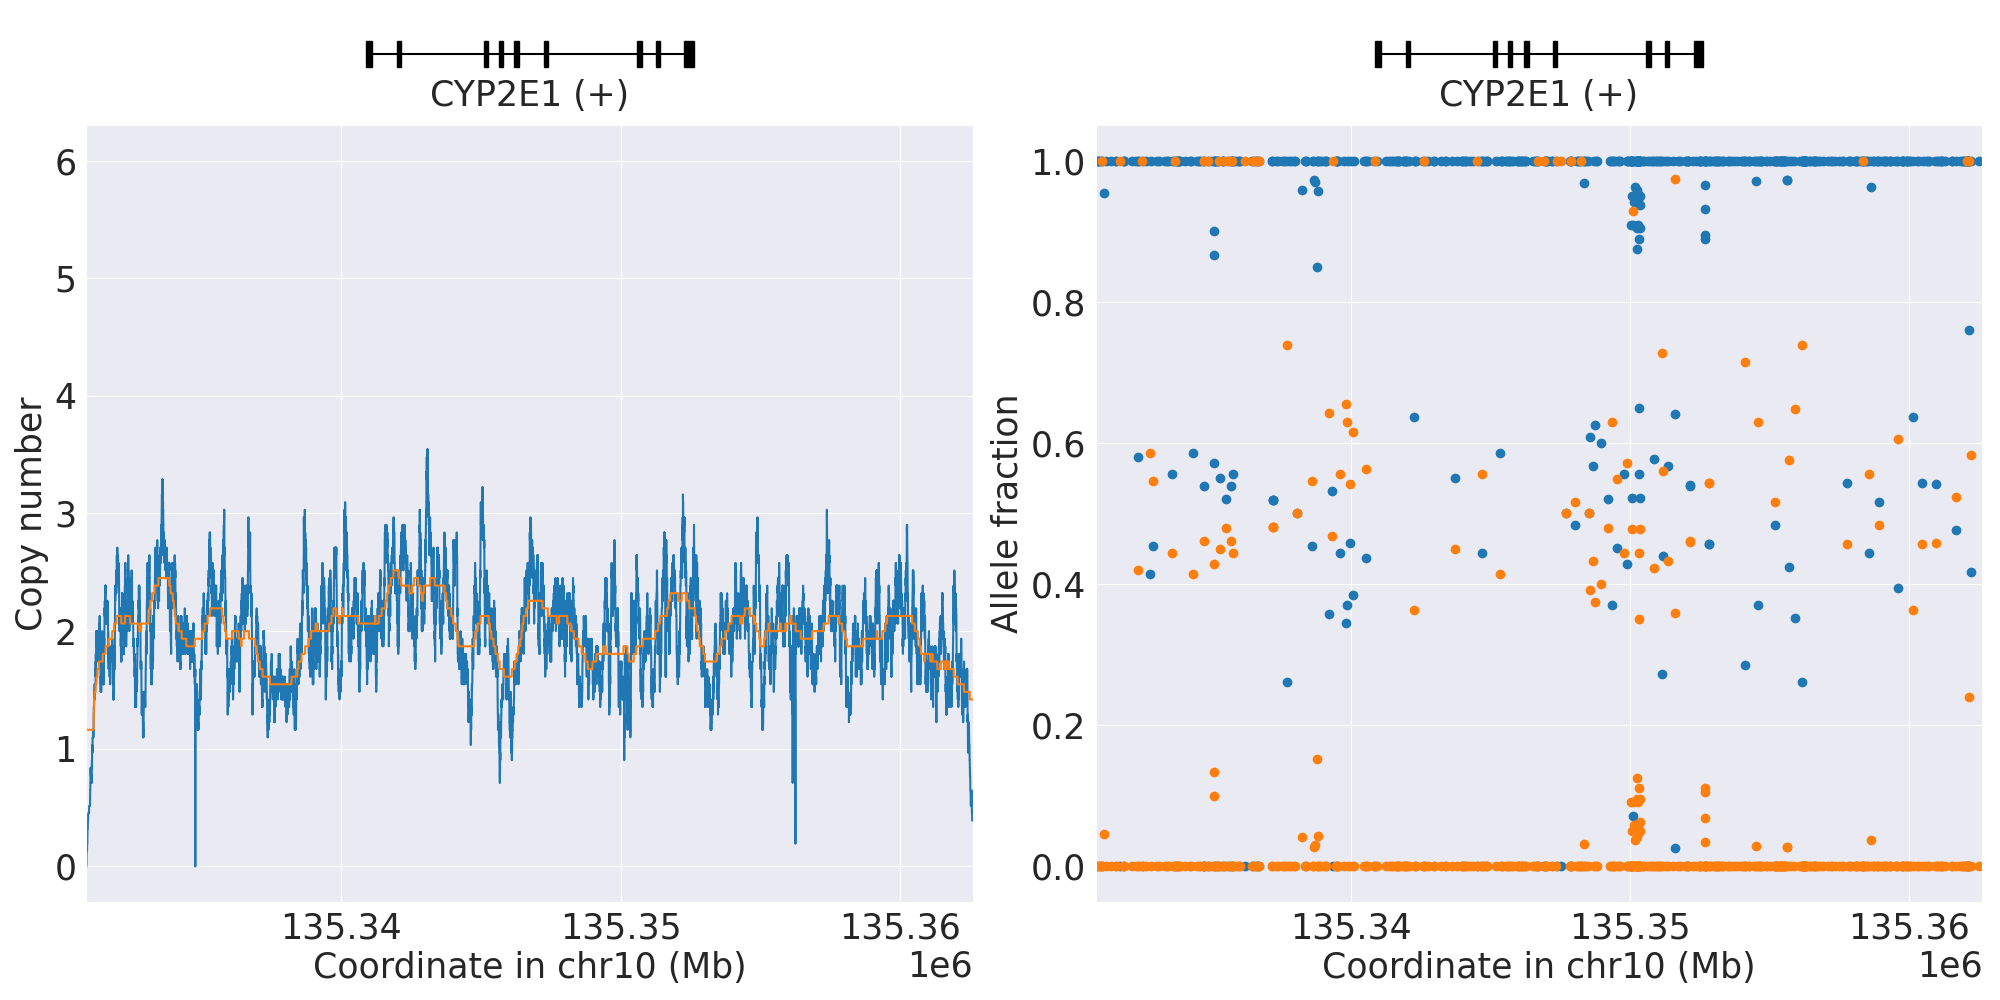 CYP2E1 (+)
6
5
4
3
2
1
0
Copy number
135.34 135.35 135.36
Coordinate in chr10 (Mb)
1e6
CYP2E1 (+)
1.0
0.8
0.6
0.4
0.2
0.0
Allele fraction
135.34 135.35 135.36
Coordinate in chr10 (Mb)
1e6